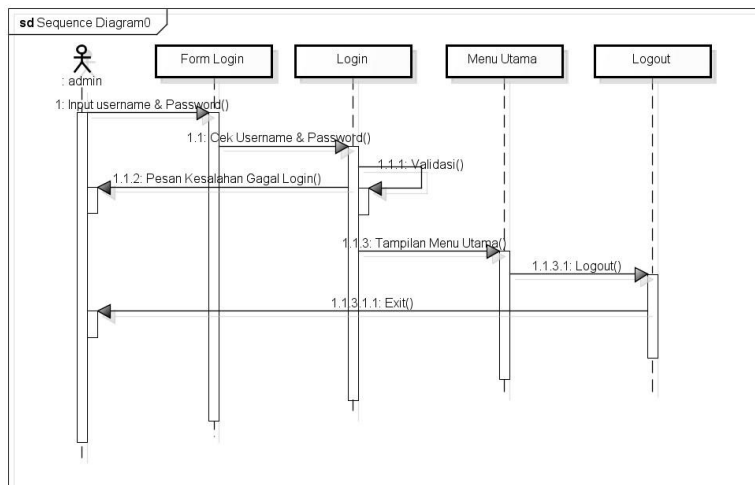 sd Sequence Diagram0
: admin
Form Login
Login
Menu Utama
Logout
1: Input username & Password()
1.1: Cek Username & Password()
1.1.1: Validasi()
1.1.2: Pesan Kesalahan Gagal Login()
1.1.3: Tampilan Menu Utama()
1.1.3.1: Logout()
1.1.3.1.1: Exit()